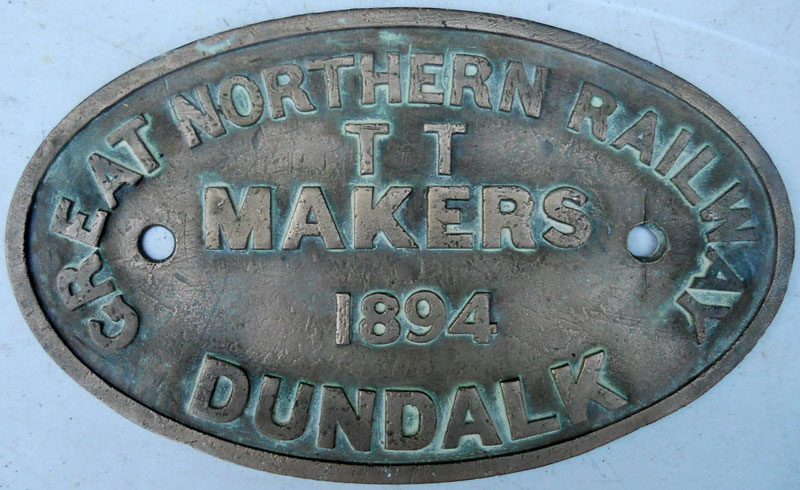 GREAT NORTHERN RAILWAY
T T
MAKERS
1894
DUNDALK